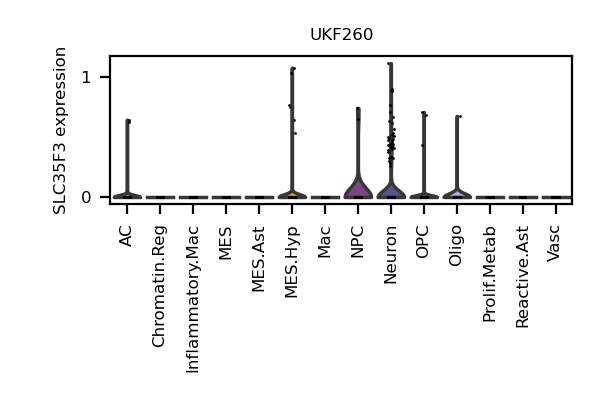 UKF260
SLC35F3 expression
1
0
AC
Chromatin.Reg
Inflammatory.Mac
MES
MES.Ast
MES.Hyp
Mac
NPC
Neuron
OPC
Oligo
Prolif.Metab
Reactive.Ast
Vasc